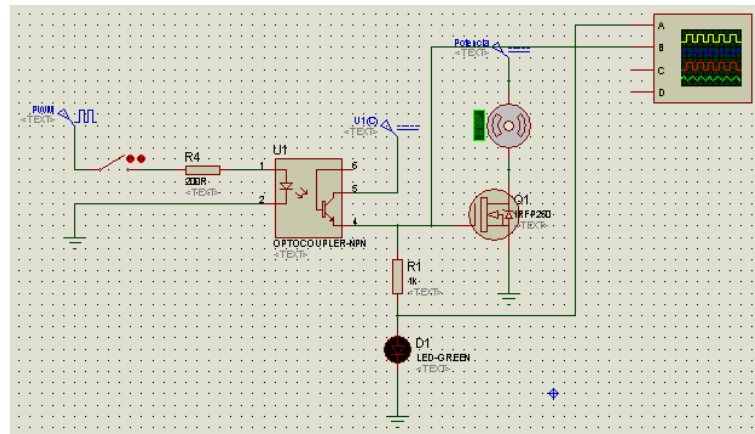 A
Potencia
B
<TEXT>
C
D
PWM
<TEXT>
U1(C)
<TEXT>
R4
U1
200R
<TEXT>
1
6
5
2
4
Q1
IRFP250
<TEXT>
OPTOCOUPLER-NPN
<TEXT>
R1
1k
<TEXT>
D1
LED-GREEN
<TEXT>